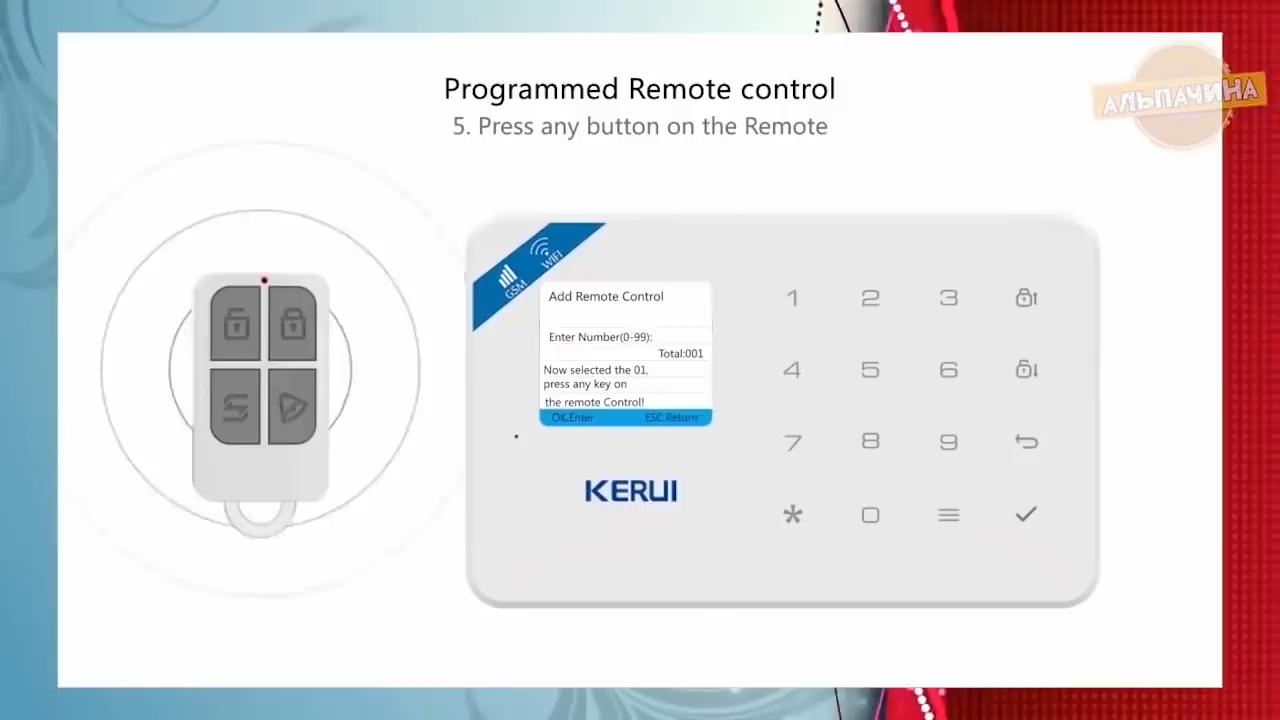 Programmed Remote control
5. Press any button on the Remote
АЛЬПАЧИНА
GSM
WIFI
Add Remote Control
Enter Number(0-99):
Total:001
Now selected the 01,
press any key on
the remote Control!
OK:Enter ESC:Return
KERUI
1 2 3
4 5 6
7 8 9
* 0